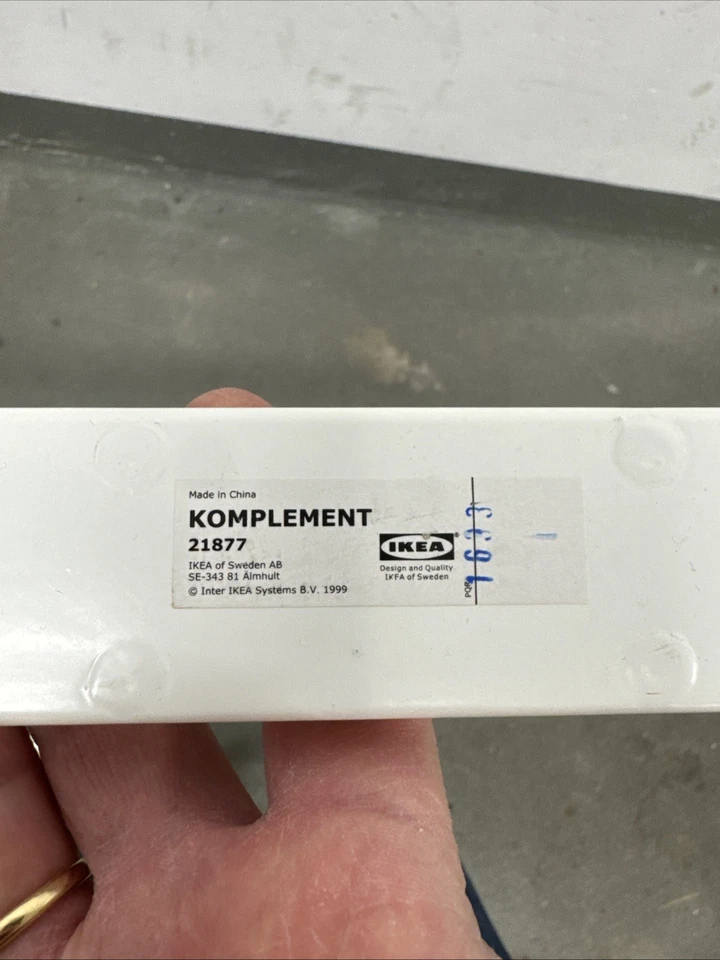 Made in China
KOMPLEMENT
21877
IKEA of Sweden AB
SE-343 81 Älmhult
© Inter IKEA Systems B.V. 1999
IKEA
®
Design and Quality
IKEA of Sweden
PQR
1633